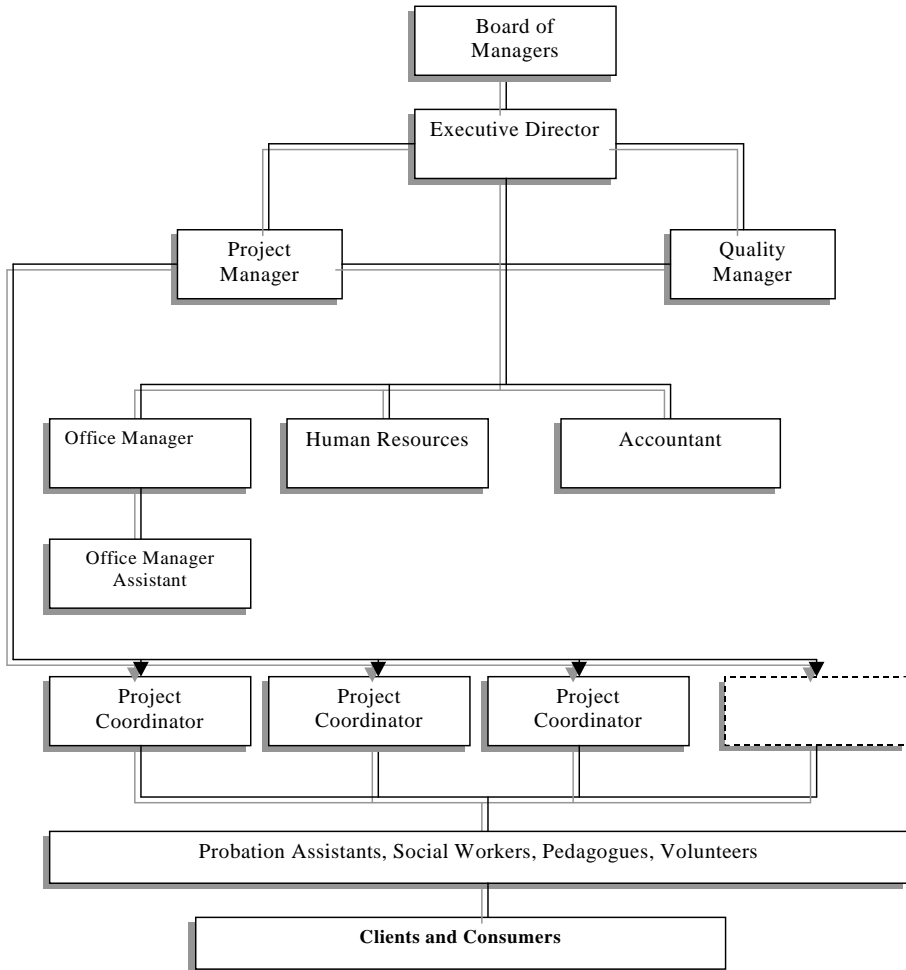 Board of
Managers
Executive Director
Project
Manager
Quality
Manager
Office Manager
Human Resources
Accountant
Office Manager
Assistant
Project
Coordinator
Project
Coordinator
Project
Coordinator
Probation Assistants, Social Workers, Pedagogues, Volunteers
Clients and Consumers